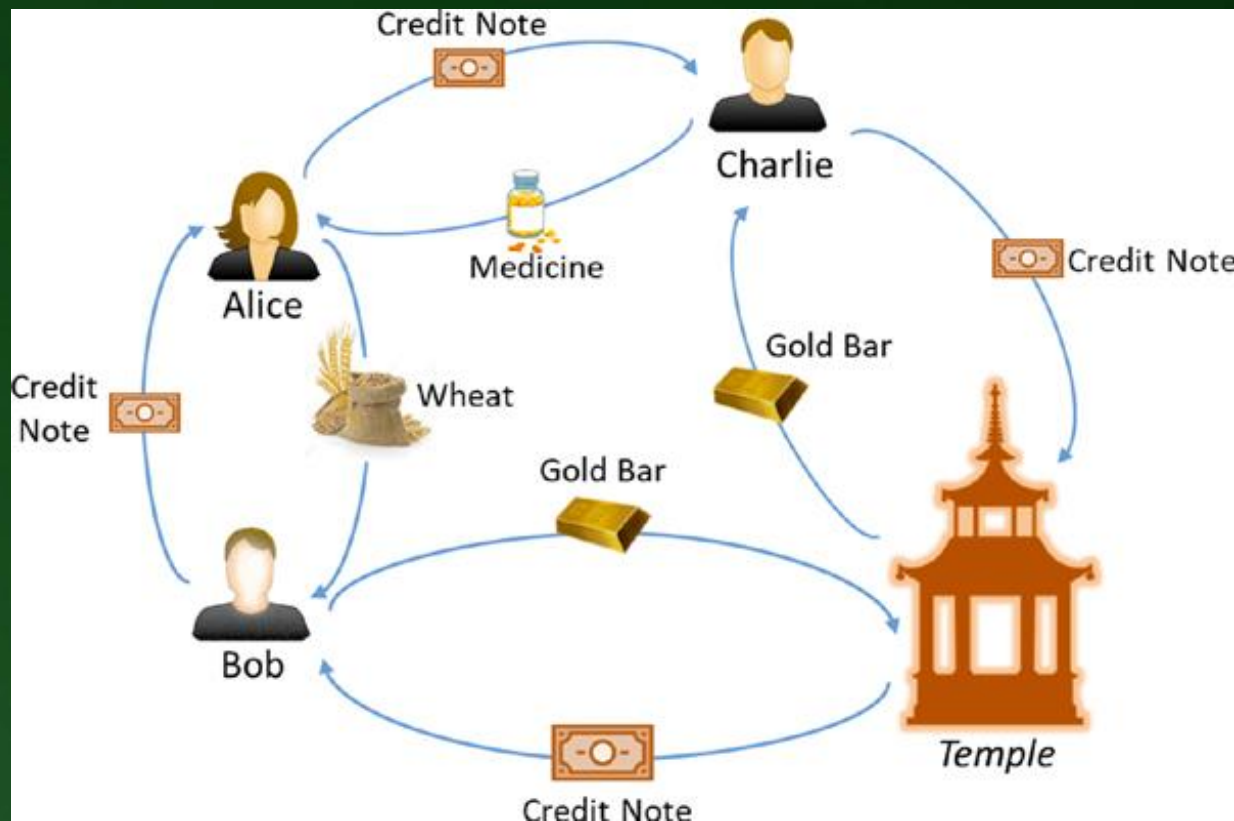 Credit Note
Charlie
Alice
Medicine
Credit Note
Gold Bar
Credit
Note
Wheat
Gold Bar
Bob
Temple
Credit Note